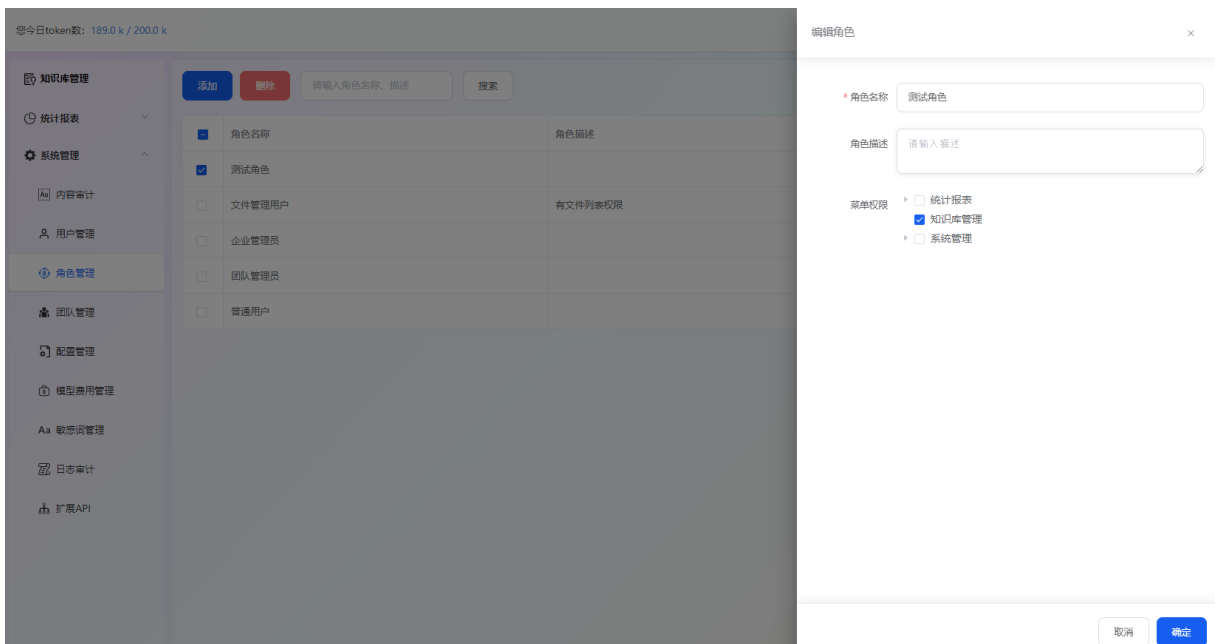 您今日token数：189.0 k / 200.0 k
知识库管理
统计报表
系统管理
Au 内容审计
用户管理
角色管理
团队管理
配置管理
模型费用管理
Aa 敏感词管理
日志审计
扩展API
添加 删除 请输入角色名称、描述 搜索
角色名称 角色描述
测试角色
文件管理用户 有文件列表权限
企业管理员
团队管理员
普通用户
编辑角色 ×
* 角色名称 测试角色
角色描述 请输入描述
菜单权限 统计报表
知识库管理
系统管理
取消 确定